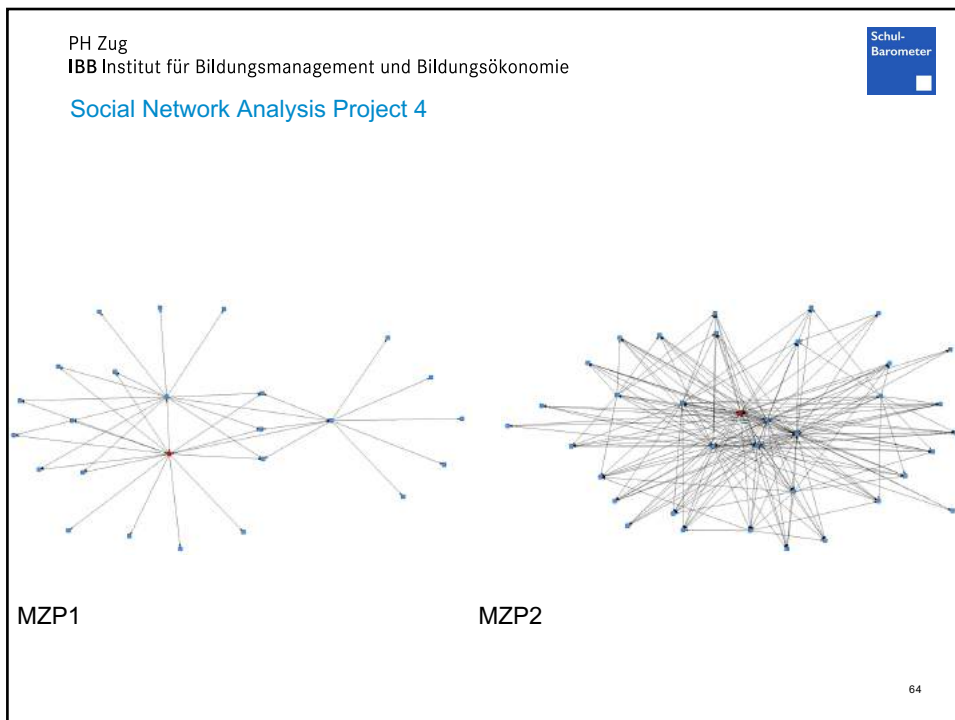 PH Zug
IBB Institut für Bildungsmanagement und Bildungsökonomie
Schul-
Barometer
Social Network Analysis Project 4
MZP1
MZP2
64